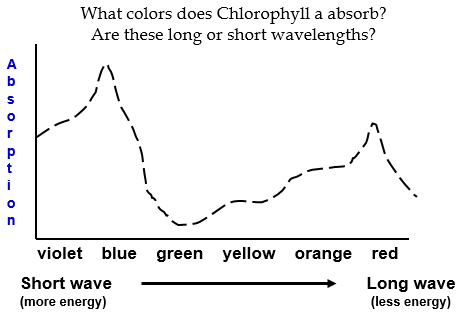 What colors does Chlorophyll a absorb?
Are these long or short wavelengths?
Absorption
violet blue green yellow orange red
Short wave Long wave
(more energy) (less energy)